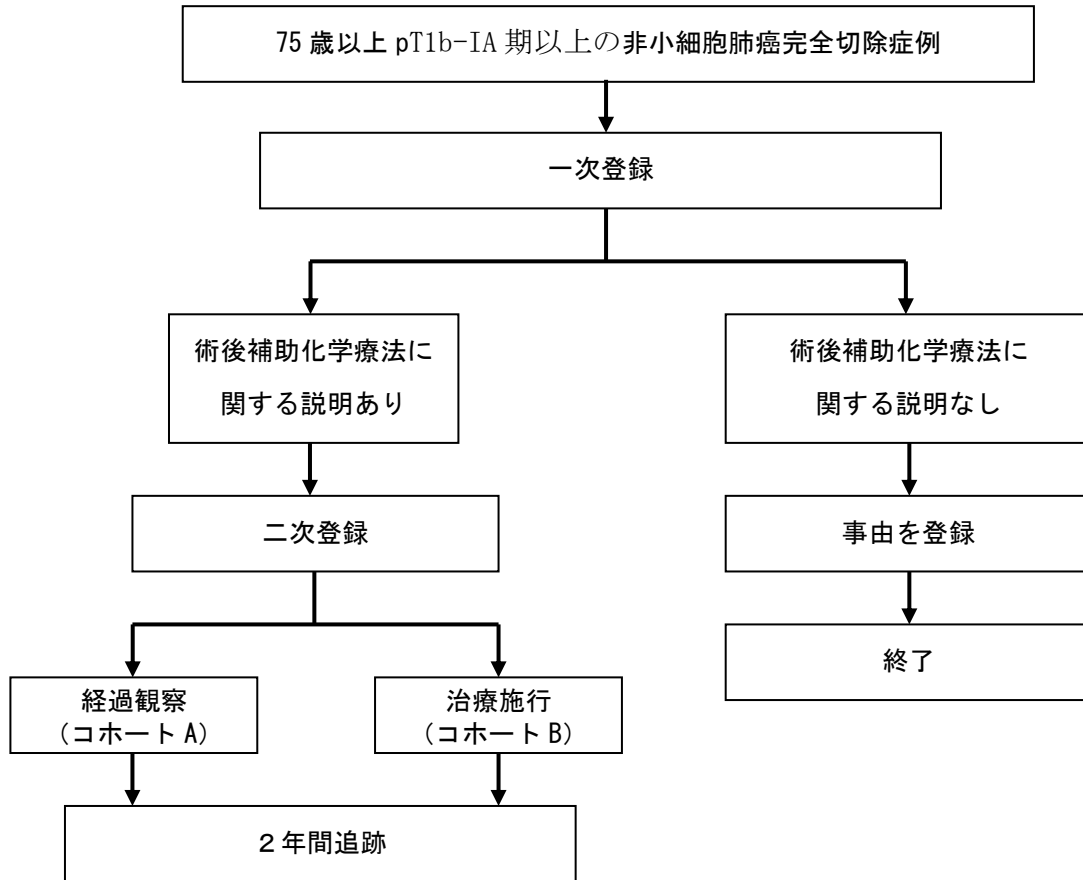 75歳以上 pT1b-IA 期以上の非小細胞肺癌完全切除症例
一次登録
術後補助化学療法に
関する説明あり
術後補助化学療法に
関する説明なし
二次登録
事由を登録
経過観察
（コホート A）
治療施行
（コホート B）
終了
２年間追跡